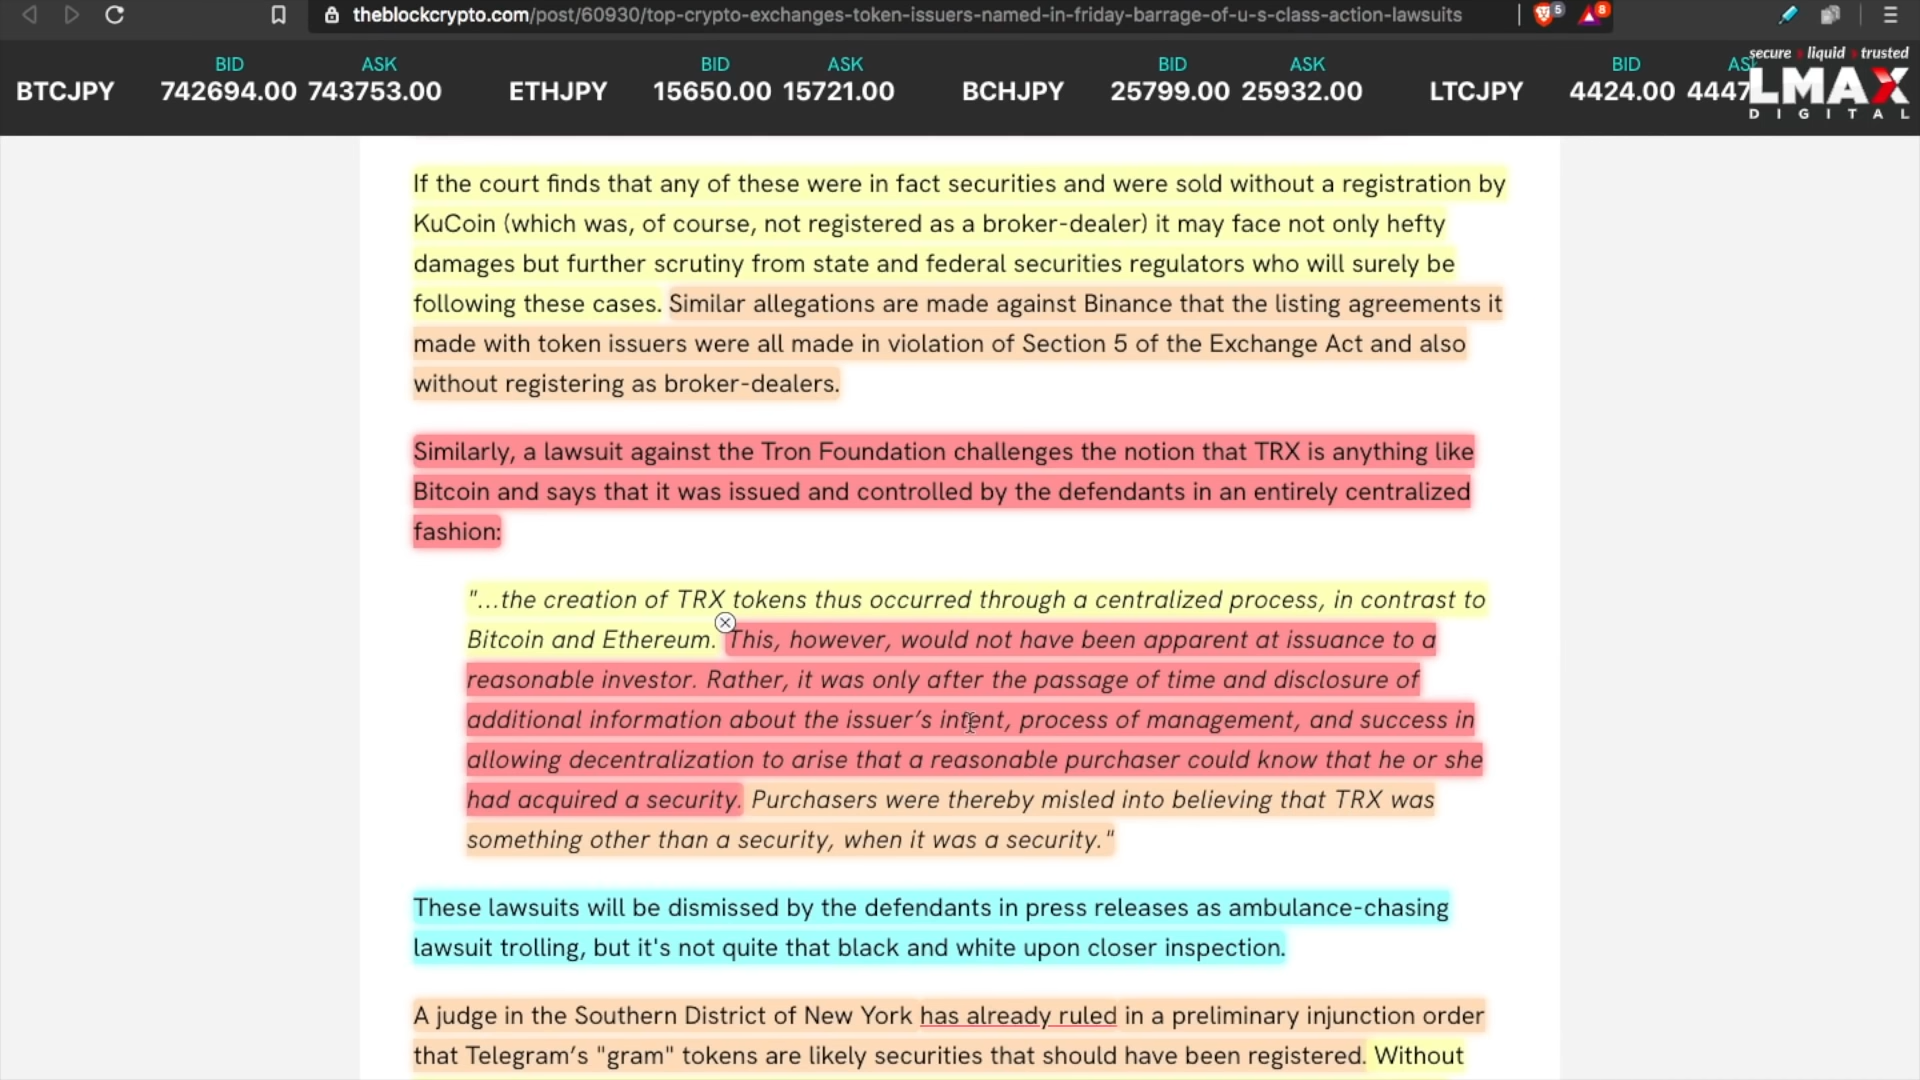 theblockcrypto.com/post/60930/top-crypto-exchanges-token-issuers-named-in-friday-barrage-of-u-s-class-action-lawsuits
5
8
BID ASK BID ASK BID ASK BID
BTCJPY 742694.00 743753.00 ETHJPY 15650.00 15721.00 BCHJPY 25799.00 25932.00 LTCJPY 4424.00 4447
secure liquid trusted
LMAX
DIGITAL
If the court finds that any of these were in fact securities and were sold without a registration by
KuCoin (which was, of course, not registered as a broker-dealer) it may face not only hefty
damages but further scrutiny from state and federal securities regulators who will surely be
following these cases. Similar allegations are made against Binance that the listing agreements it
made with token issuers were all made in violation of Section 5 of the Exchange Act and also
without registering as broker-dealers.
Similarly, a lawsuit against the Tron Foundation challenges the notion that TRX is anything like
Bitcoin and says that it was issued and controlled by the defendants in an entirely centralized
fashion:
"...the creation of TRX tokens thus occurred through a centralized process, in contrast to
Bitcoin and Ethereum. This, however, would not have been apparent at issuance to a
reasonable investor. Rather, it was only after the passage of time and disclosure of
additional information about the issuer’s intent, process of management, and success in
allowing decentralization to arise that a reasonable purchaser could know that he or she
had acquired a security. Purchasers were thereby misled into believing that TRX was
something other than a security, when it was a security."
These lawsuits will be dismissed by the defendants in press releases as ambulance-chasing
lawsuit trolling, but it's not quite that black and white upon closer inspection.
A judge in the Southern District of New York has already ruled in a preliminary injunction order
that Telegram’s "gram" tokens are likely securities that should have been registered. Without